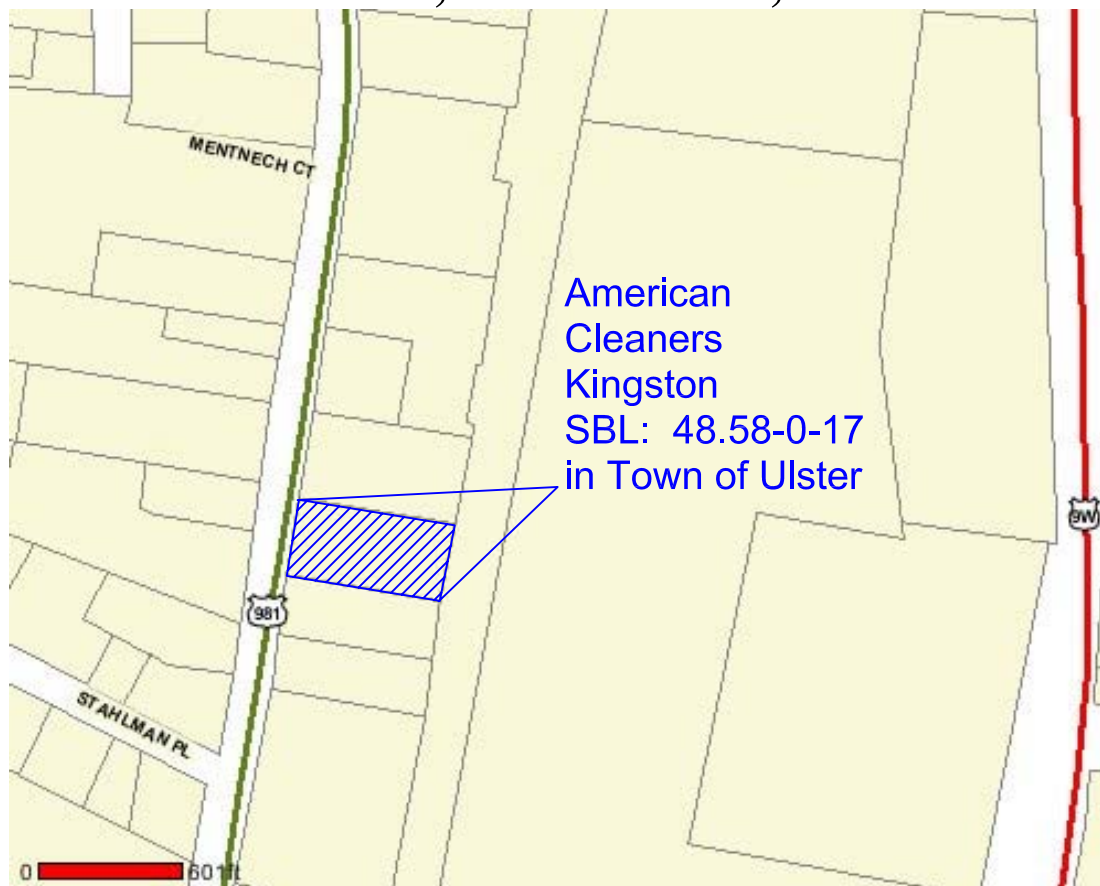 MENTNECH CT
American
Cleaners
Kingston
SBL: 48.58-0-17
in Town of Ulster
9W
981
STAHLMAN PL
0 601ft